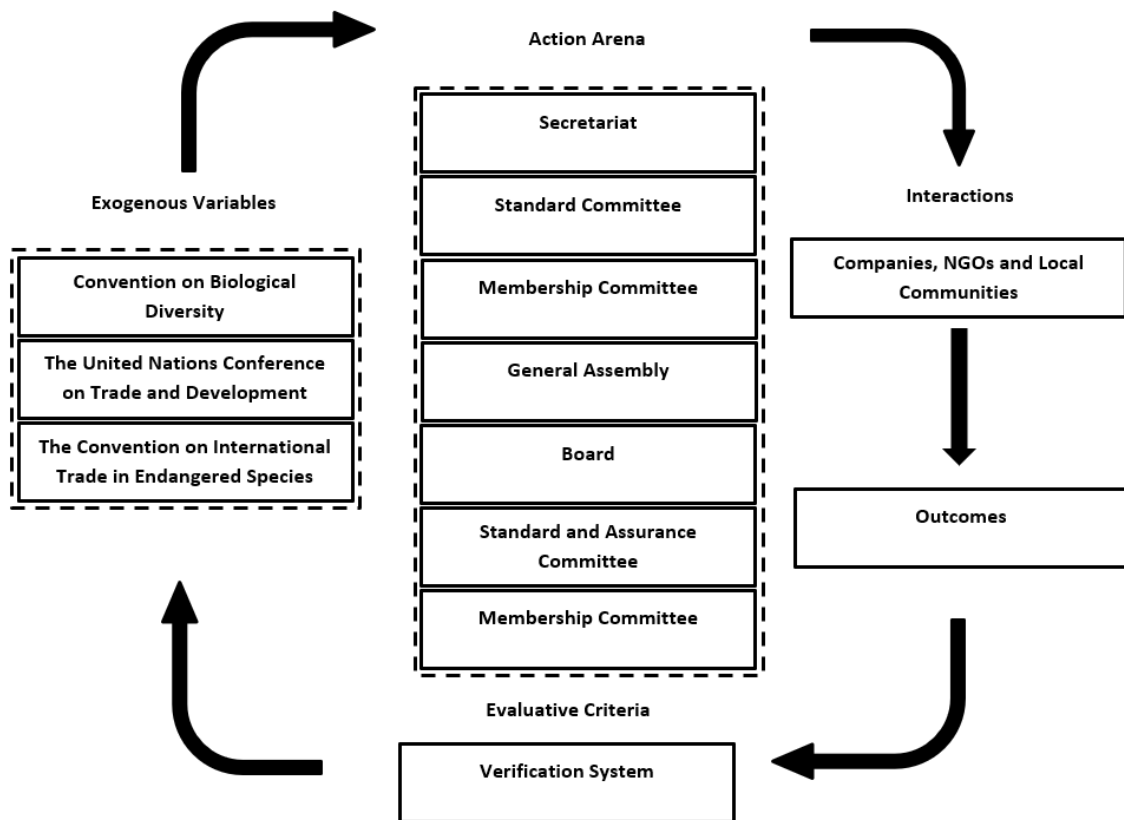 Action Arena
Secretariat
Standard Committee
Membership Committee
General Assembly
Board
Standard and Assurance
Committee
Membership Committee
Exogenous Variables
Convention on Biological
Diversity
The United Nations Conference
on Trade and Development
The Convention on International
Trade in Endangered Species
Interactions
Companies, NGOs and Local
Communities
Outcomes
Evaluative Criteria
Verification System